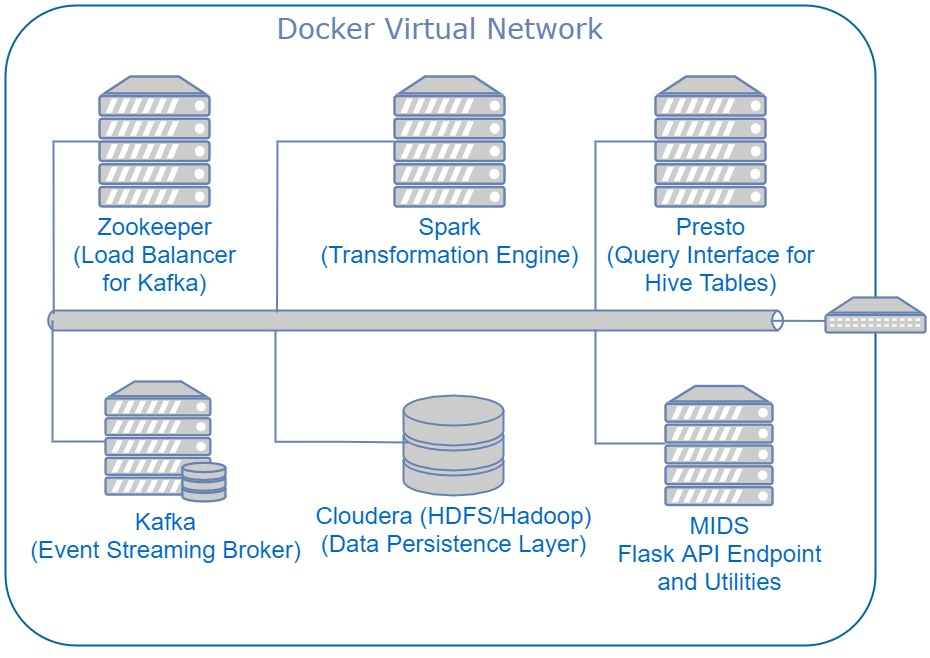 Docker Virtual Network
Zookeeper
(Load Balancer
for Kafka)
Spark
(Transformation Engine)
Presto
(Query Interface for
Hive Tables)
Kafka
(Event Streaming Broker)
Cloudera (HDFS/Hadoop)
(Data Persistence Layer)
MIDS
Flask API Endpoint
and Utilities